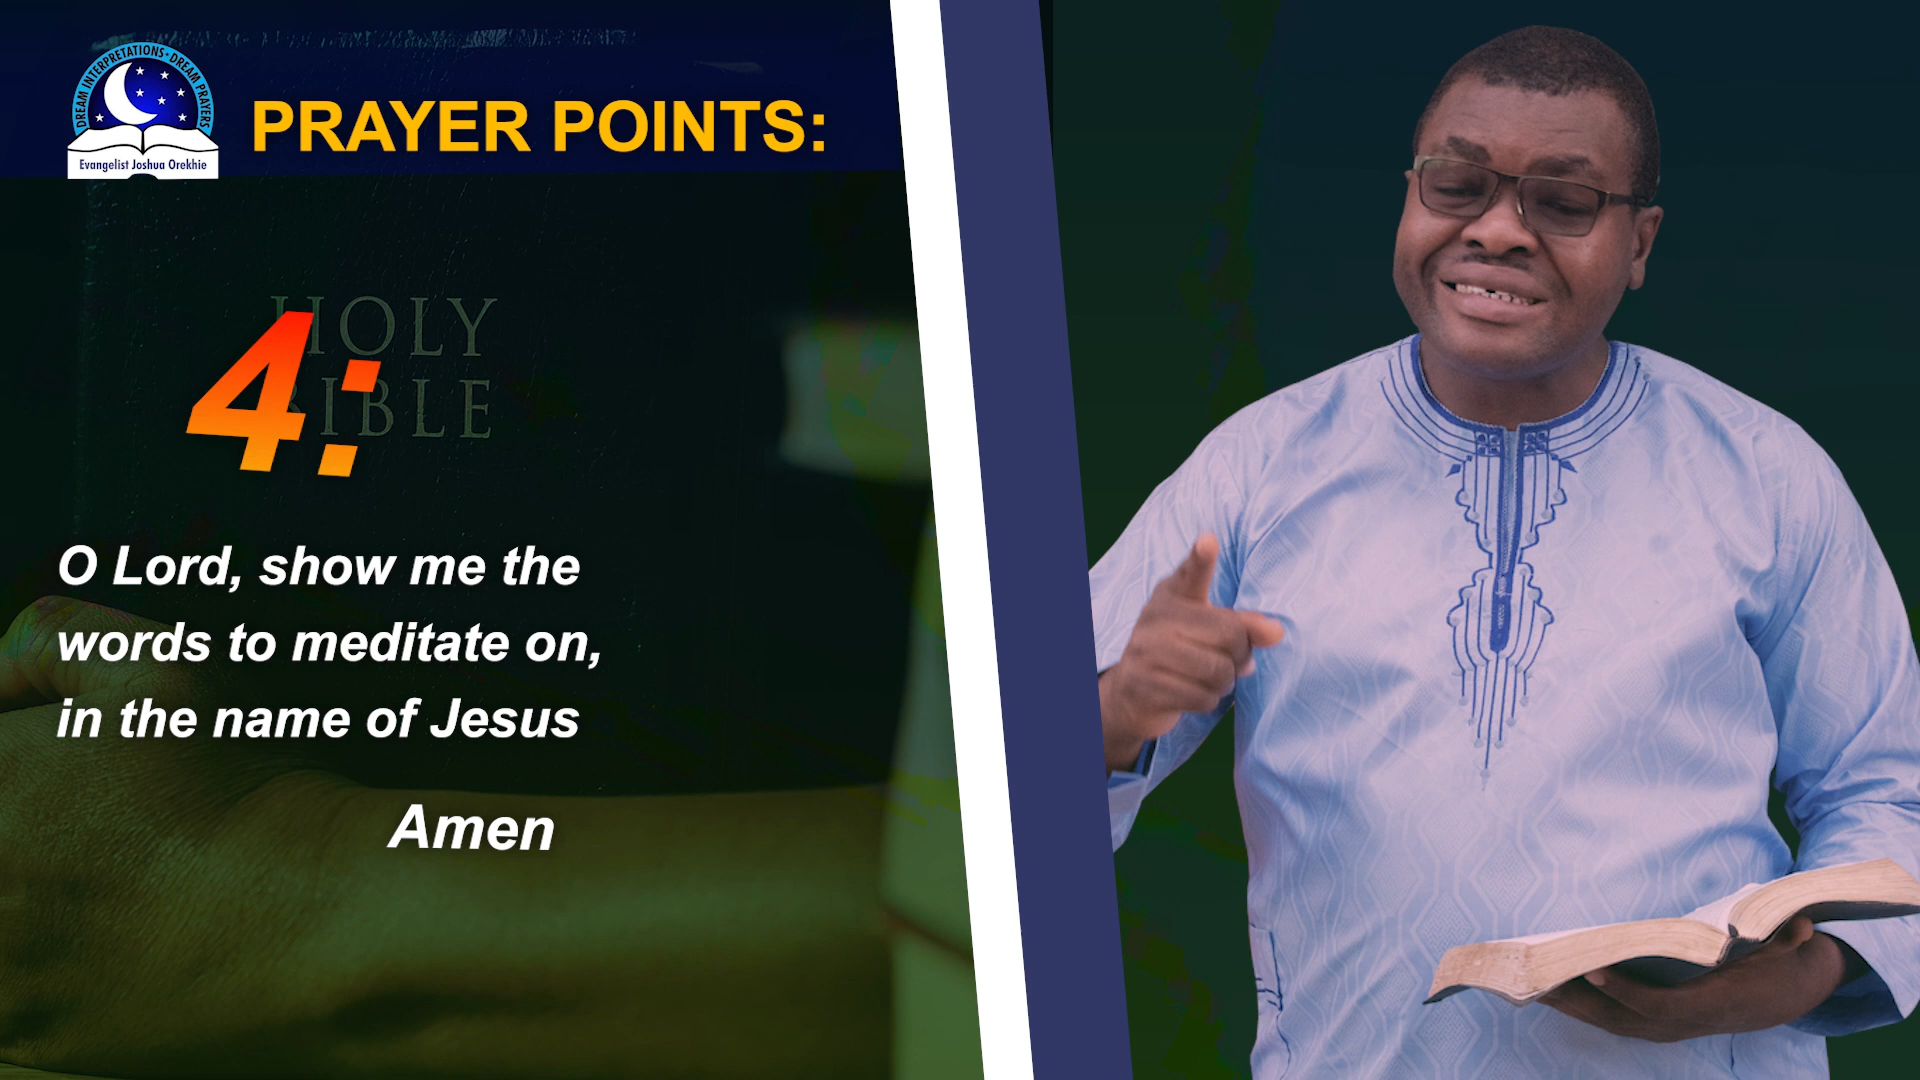 DREAM INTERPRETATIONS • DREAM PRAYERS
Evangelist Joshua Orekhie
PRAYER POINTS:
HOLY
BIBLE
4:
O Lord, show me the
words to meditate on,
in the name of Jesus
Amen